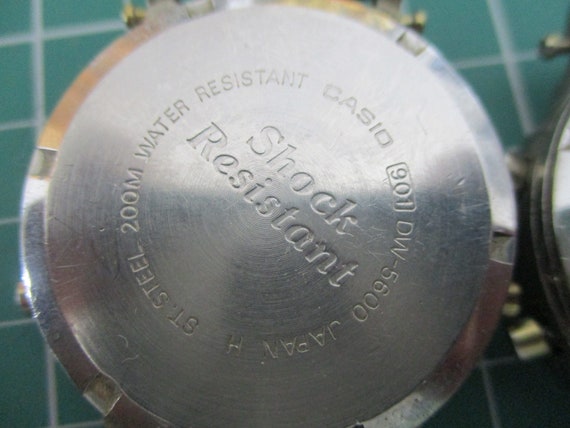 Shock
Resistant
CASIO 901 DW-5600 JAPAN H ST.STEEL 200M WATER RESISTANT